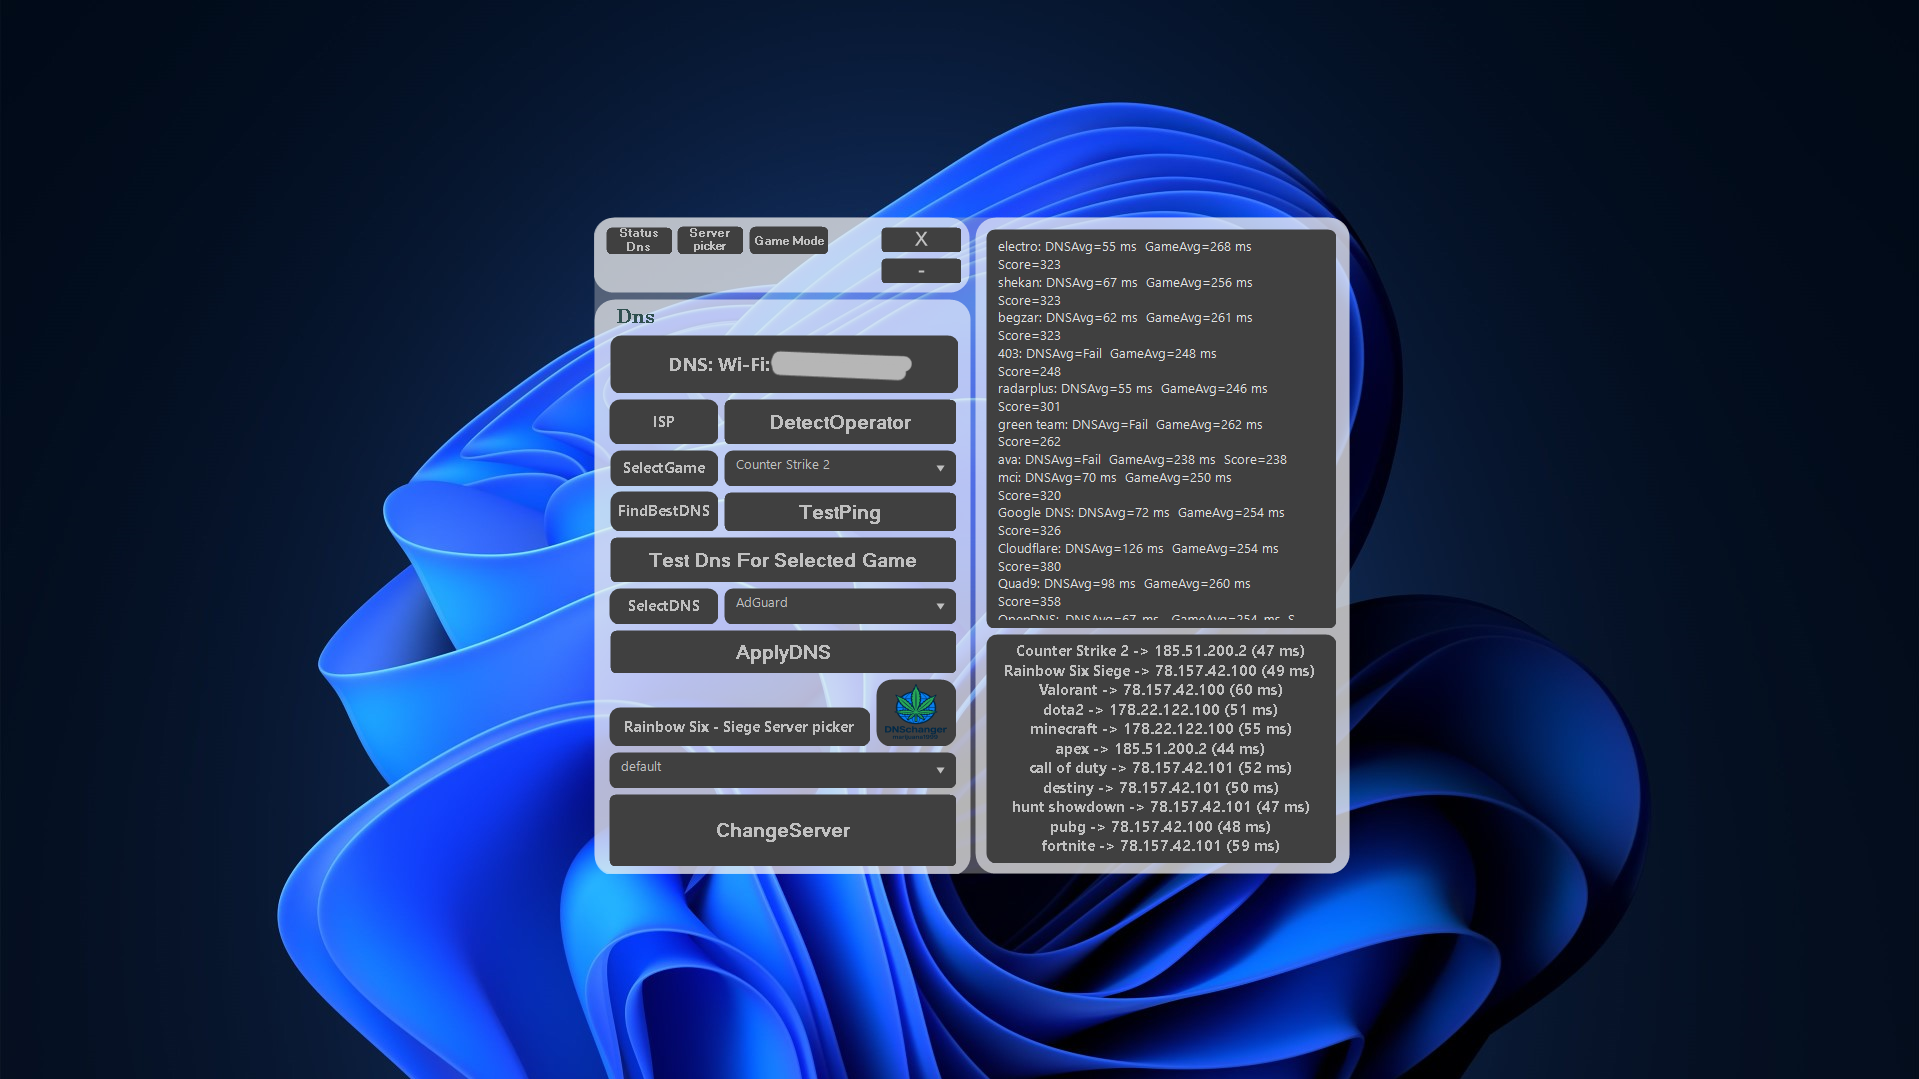 Status
Dns
Server
picker
Game Mode
X
-
Dns
DNS: Wi-Fi:
ISP
DetectOperator
SelectGame
Counter Strike 2
FindBestDNS
TestPing
Test Dns For Selected Game
SelectDNS
AdGuard
ApplyDNS
Rainbow Six - Siege Server picker
DNSchanger
default
ChangeServer
electro: DNSAvg=55 ms GameAvg=268 ms
Score=323
shekan: DNSAvg=67 ms GameAvg=256 ms
Score=323
begzar: DNSAvg=62 ms GameAvg=261 ms
Score=323
403: DNSAvg=Fail GameAvg=248 ms
Score=248
radarplus: DNSAvg=55 ms GameAvg=246 ms
Score=301
green team: DNSAvg=Fail GameAvg=262 ms
Score=262
ava: DNSAvg=Fail GameAvg=238 ms Score=238
mci: DNSAvg=70 ms GameAvg=250 ms
Score=320
Google DNS: DNSAvg=72 ms GameAvg=254 ms
Score=326
Cloudflare: DNSAvg=126 ms GameAvg=254 ms
Score=380
Quad9: DNSAvg=98 ms GameAvg=260 ms
Score=358
OpenDNS: DNSAvg=67 ms GameAvg=254 ms S
Counter Strike 2 -> 185.51.200.2 (47 ms)
Rainbow Six Siege -> 78.157.42.100 (49 ms)
Valorant -> 78.157.42.100 (60 ms)
dota2 -> 178.22.122.100 (51 ms)
minecraft -> 178.22.122.100 (55 ms)
apex -> 185.51.200.2 (44 ms)
call of duty -> 78.157.42.101 (52 ms)
destiny -> 78.157.42.101 (50 ms)
hunt showdown -> 78.157.42.101 (47 ms)
pubg -> 78.157.42.100 (48 ms)
fortnite -> 78.157.42.101 (59 ms)